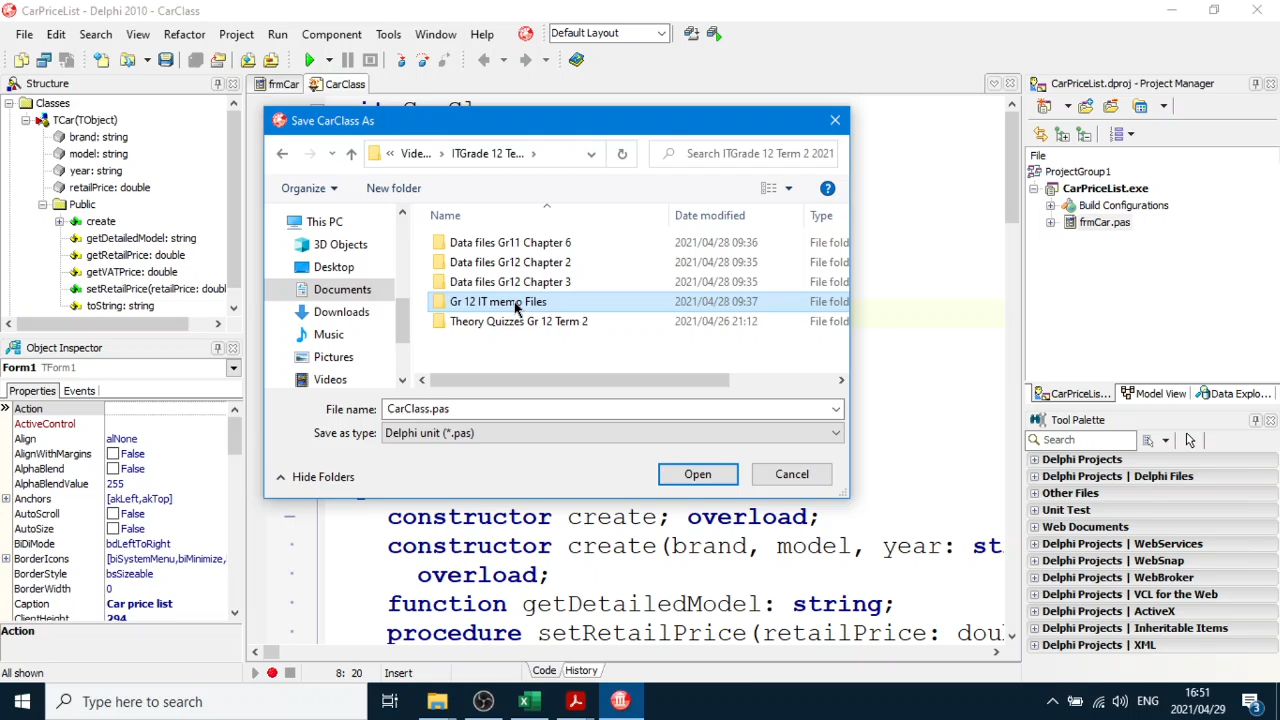 CarPriceList - Delphi 2010 - CarClass
File Edit Search View Refactor Project Run Component Tools Window Help Default Layout
Structure
Classes
TCar(TObject)
brand: string
model: string
year: string
retailPrice: double
Public
create
getDetailedModel: string
getRetailPrice: double
getVATPrice: double
setRetailPrice(retailPrice: doubl
toString: string
Object Inspector
Form1 TForm1
Properties Events
Action
ActiveControl
Align alNone
AlignWithMargins False
AlphaBlend False
AlphaBlendValue 255
Anchors [akLeft,akTop]
AutoScroll False
AutoSize False
BiDiMode bdLeftToRight
BorderIcons [biSystemMenu,biMinimize,
BorderStyle bsSizeable
BorderWidth 0
Caption Car price list
ClientHeight 294
Action
All shown
frmCar CarClass
Save CarClass As
« Vide... › ITGrade 12 Te... › Search ITGrade 12 Term 2 2021
Organize New folder
This PC
3D Objects
Desktop
Documents
Downloads
Music
Pictures
Videos
Name Date modified Type
Data files Gr11 Chapter 6 2021/04/28 09:36 File fold
Data files Gr12 Chapter 2 2021/04/28 09:35 File fold
Data files Gr12 Chapter 3 2021/04/28 09:35 File fold
Gr 12 IT memo Files 2021/04/28 09:37 File fold
Theory Quizzes Gr 12 Term 2 2021/04/26 21:12 File fold
File name: CarClass.pas
Save as type: Delphi unit (*.pas)
Hide Folders Open Cancel
constructor create; overload;
constructor create(brand, model, year: st
overload;
function getDetailedModel: string;
procedure setRetailPrice(retailPrice: dou
8: 20 Insert Code History
CarPriceList.dproj - Project Manager
File
ProjectGroup1
CarPriceList.exe
Build Configurations
frmCar.pas
CarPriceLis... Model View Data Explo...
Tool Palette
Search
Delphi Projects
Delphi Projects | Delphi Files
Other Files
Unit Test
Web Documents
Delphi Projects | WebServices
Delphi Projects | WebSnap
Delphi Projects | WebBroker
VCL for the Web
Delphi Projects | ActiveX
Delphi Projects | Inheritable Items
Delphi Projects | XML
Type here to search
ENG
16:51
2021/04/29
3